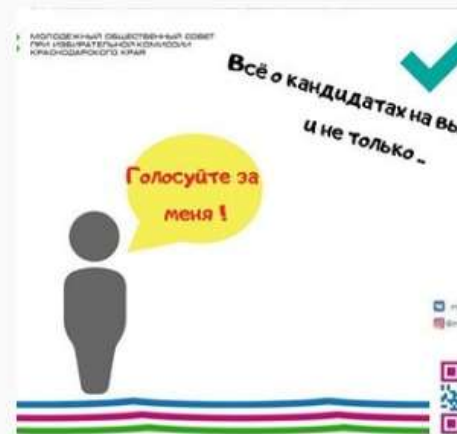 МОЛОДЕЖНЫЙ ОБЩЕСТВЕННЫЙ СОВЕТ
ПРИ ИЗБИРАТЕЛЬНОЙ КОМИССИИ
КРАСНОДАРСКОГО КРАЯ
Всё о кандидатах на вы
и не только ..
Голосуйте за
меня !